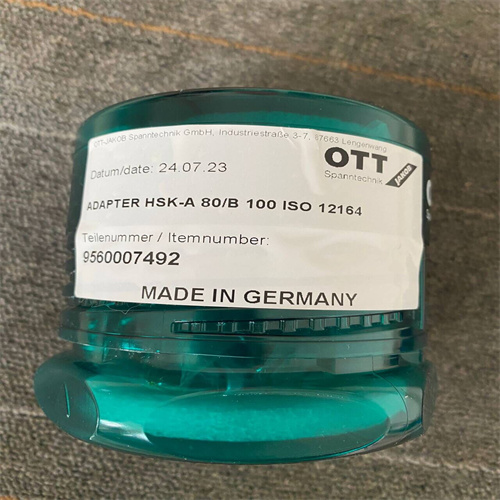 OTT-JAKOB Spanntechnik GmbH, Industriestraße 3-7, 87663 Lengenwang
OTT
JAKOB
Spanntechnik
Datum/date: 24.07.23
ADAPTER HSK-A 80/B 100 ISO 12164
Teilenummer / Itemnumber:
9560007492
MADE IN GERMANY